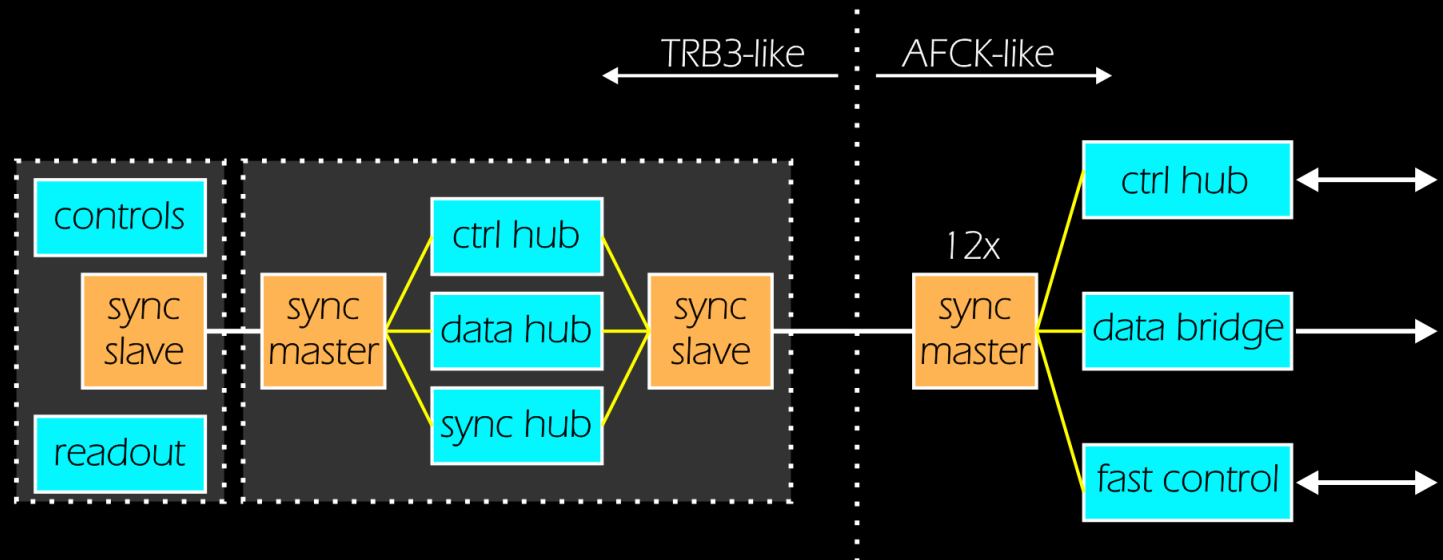 TRB3-like
AFCK-like
controls
sync
slave
readout
sync
master
ctrl hub
data hub
sync hub
sync
slave
12x
sync
master
ctrl hub
data bridge
fast control